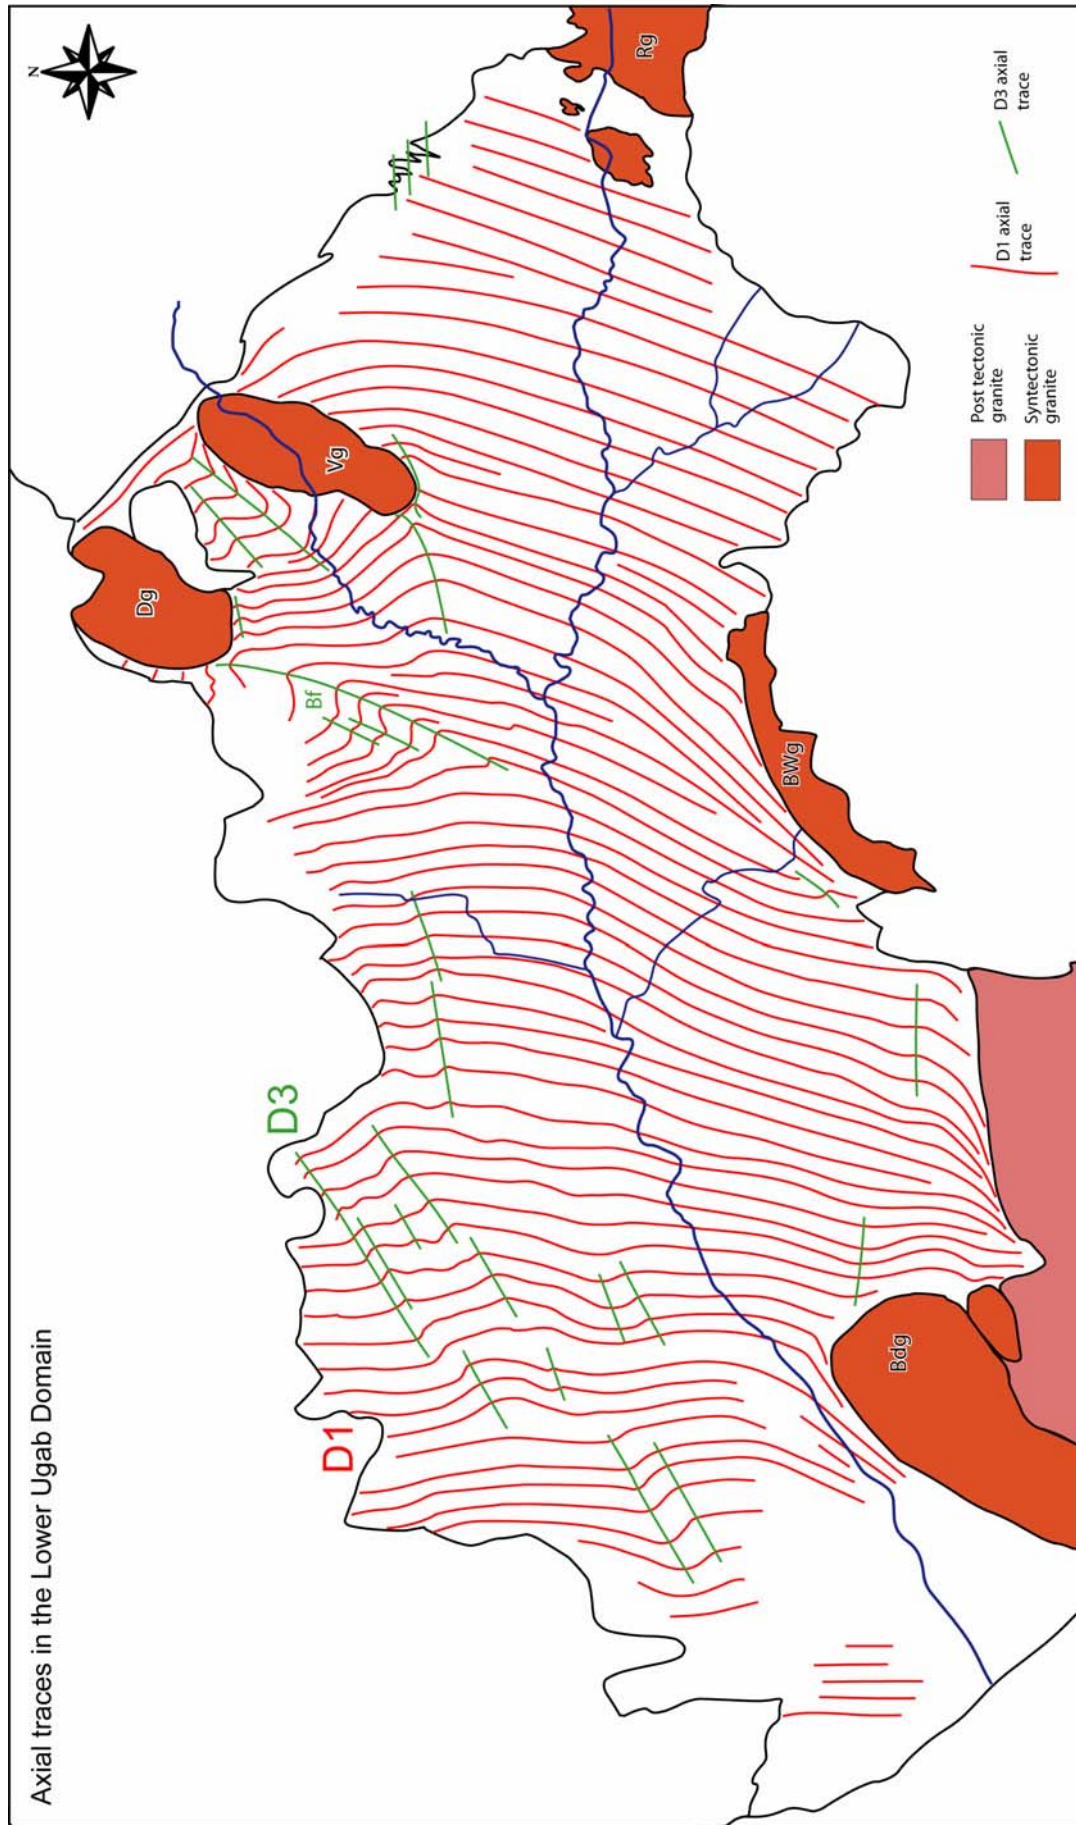 Axial traces in the Lower Ugab Domain
N
Rg
Vg
Dg
Bf
BWg
D3
D1
Bdg
Post tectonic
granite
Syntectonic
granite
D1 axial
trace
D3 axial
trace